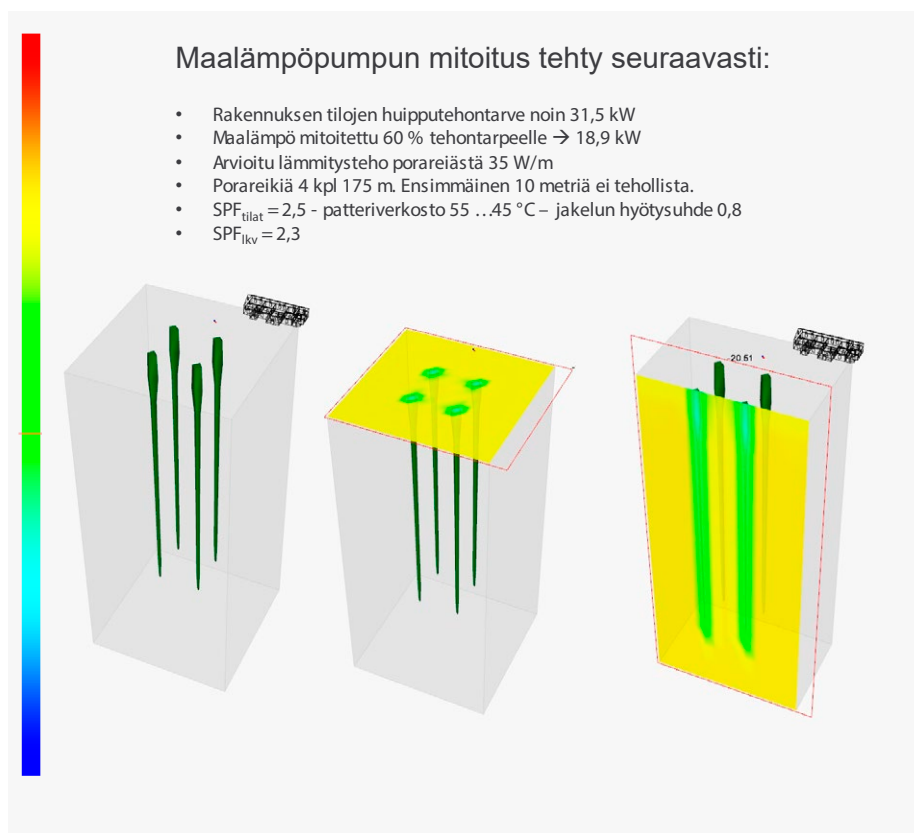 Maalämpöpumpun mitoitus tehty seuraavasti:
• Rakennuksen tilojen huipputehontarve noin 31,5 kW
• Maalämpö mitoitettu 60 % tehontarpeelle → 18,9 kW
• Arvioitu lämmitysteho porareiästä 35 W/m
• Porareikiä 4 kpl 175 m. Ensimmäinen 10 metriä ei tehollista.
• SPFtilat = 2,5 - patteriverkosto 55 …45 °C – jakelun hyötysuhde 0,8
• SPFlkv = 2,3
20 51